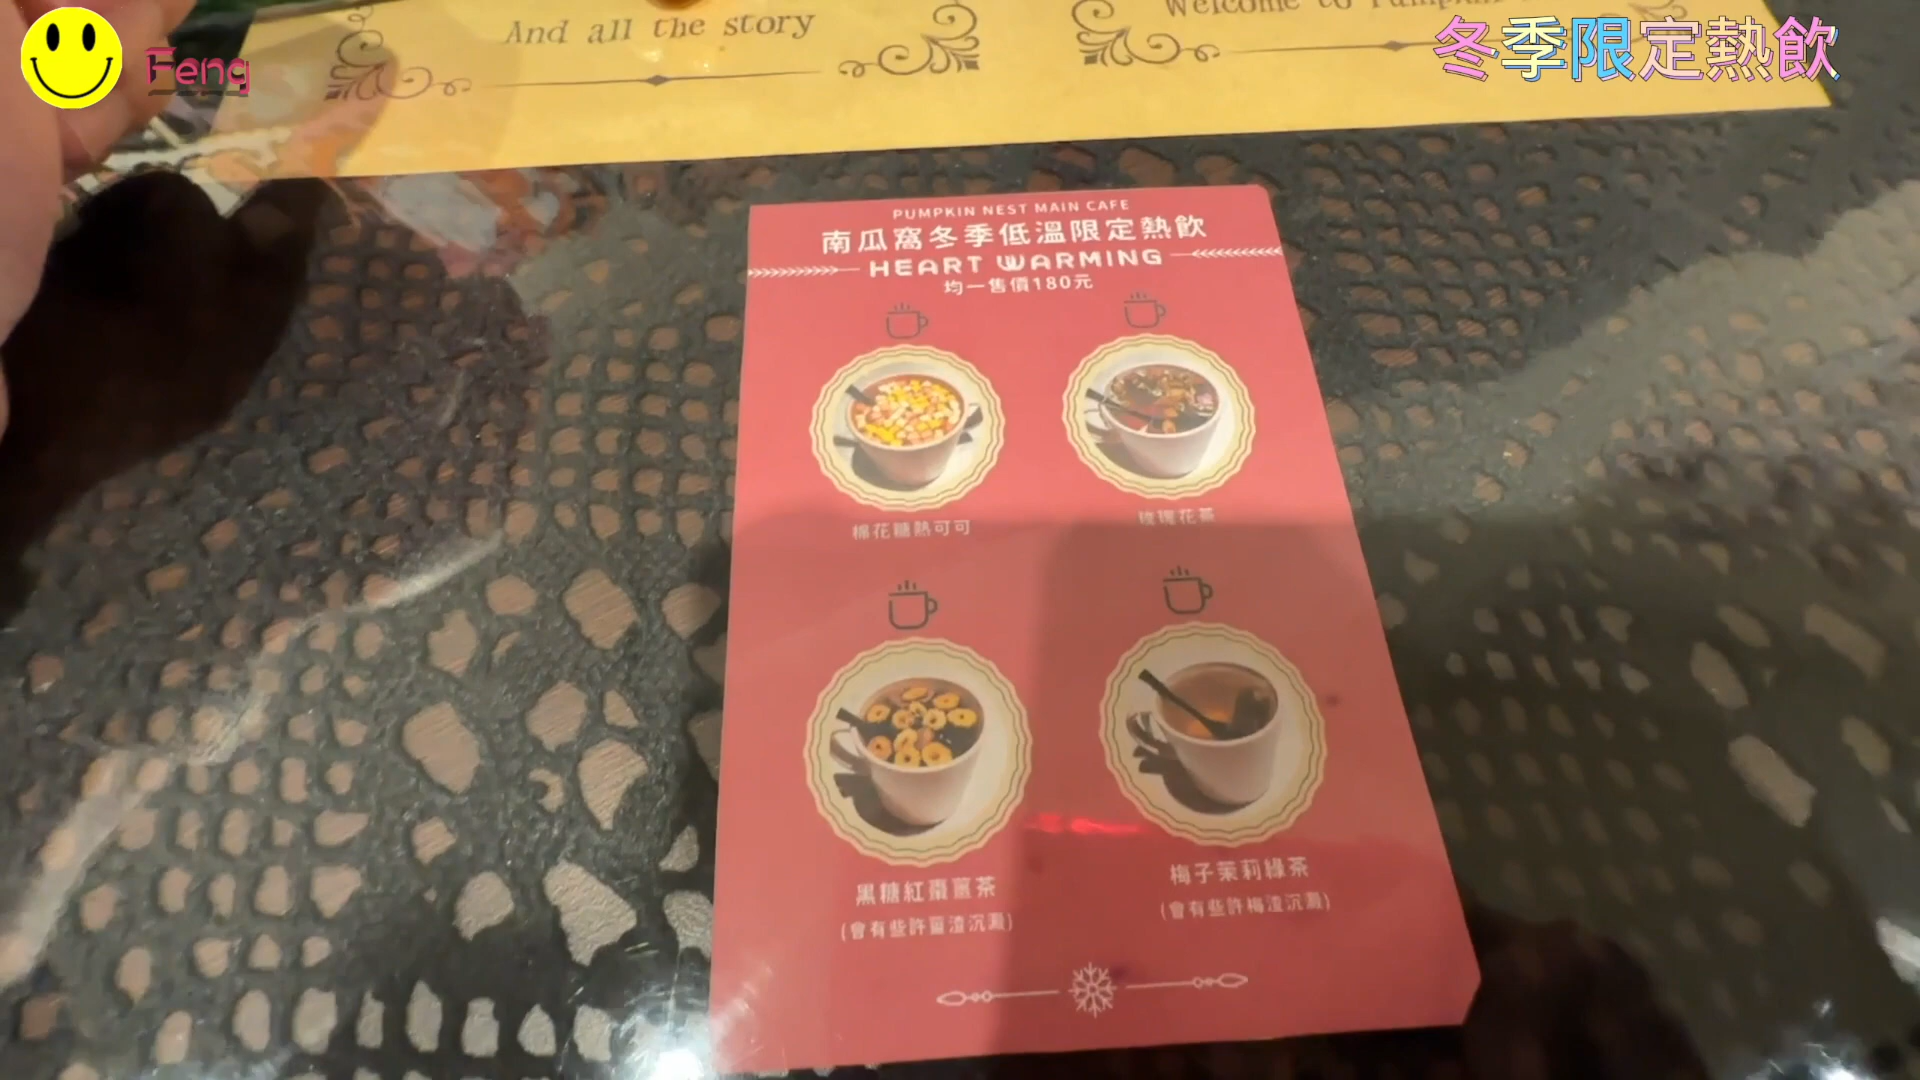 Feng
冬季限定熱飲
And all the story
Welcome to Pumpkin
PUMPKIN NEST MAIN CAFE
南瓜窩冬季低溫限定熱飲
HEART WARMING
均一售價180元
棉花糖熱可可
玫瑰花茶
黑糖紅棗薑茶
(會有些許薑渣沉澱)
梅子茉莉綠茶
(會有些許梅渣沉澱)